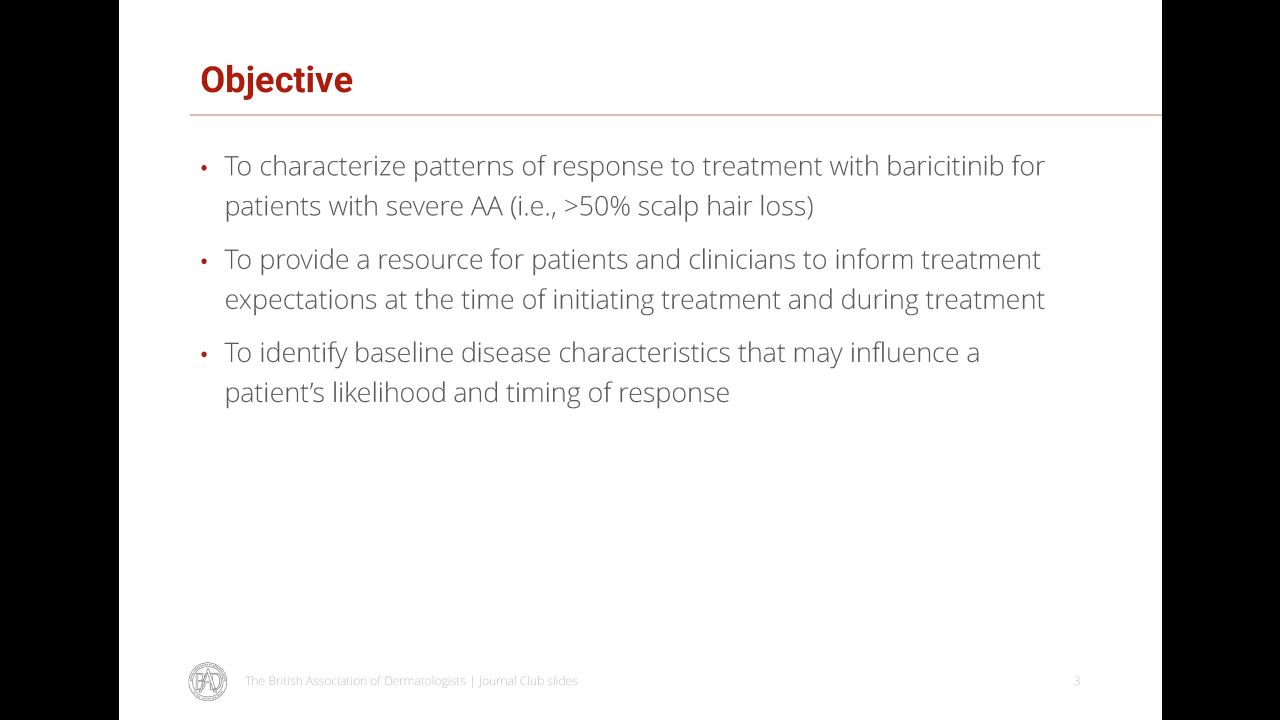 Objective
• To characterize patterns of response to treatment with baricitinib for
patients with severe AA (i.e., >50% scalp hair loss)
• To provide a resource for patients and clinicians to inform treatment
expectations at the time of initiating treatment and during treatment
• To identify baseline disease characteristics that may influence a
patient’s likelihood and timing of response
BAD
The British Association of Dermatologists | Journal Club slides
3